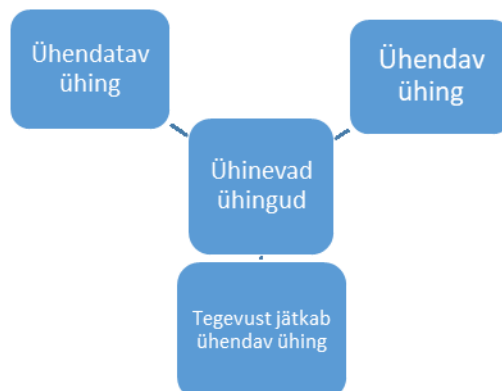 Ühendatav
ühing
Ühendav
ühing
Ühinevad
ühingud
Tegevust jätkab
ühendav ühing